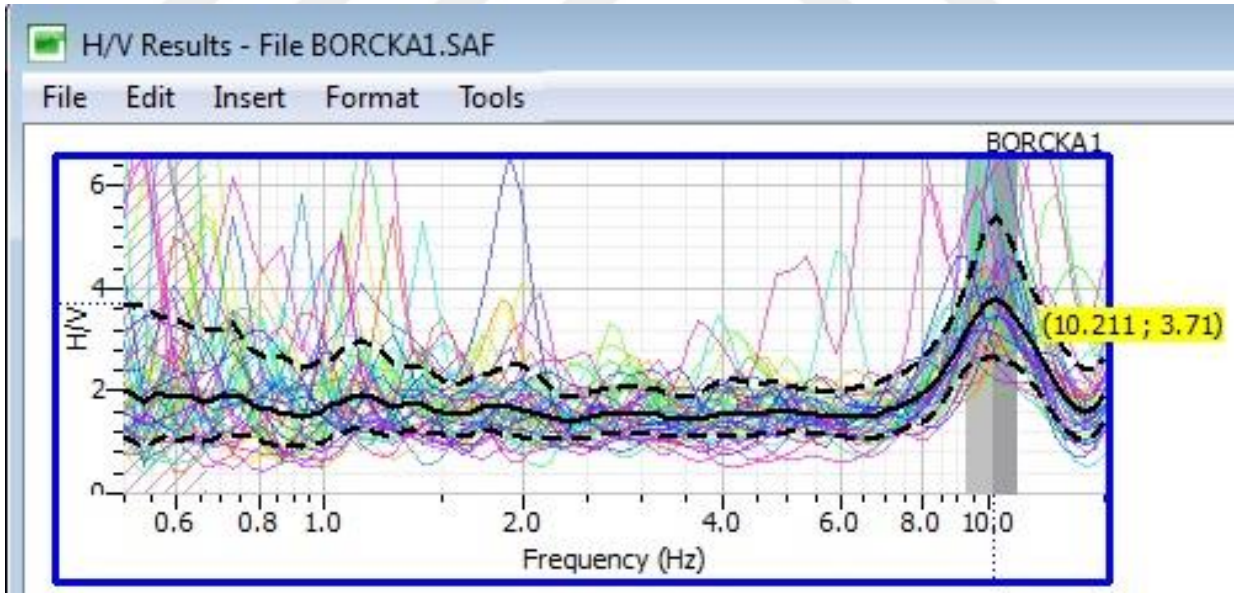 H/V Results - File BORCKA1.SAF
File Edit Insert Format Tools
BORCKA1
6
4
(10.211 ; 3.71)
H/V
2
0
0.6 0.8 1.0 2.0 4.0 6.0 8.0 10.0
Frequency (Hz)